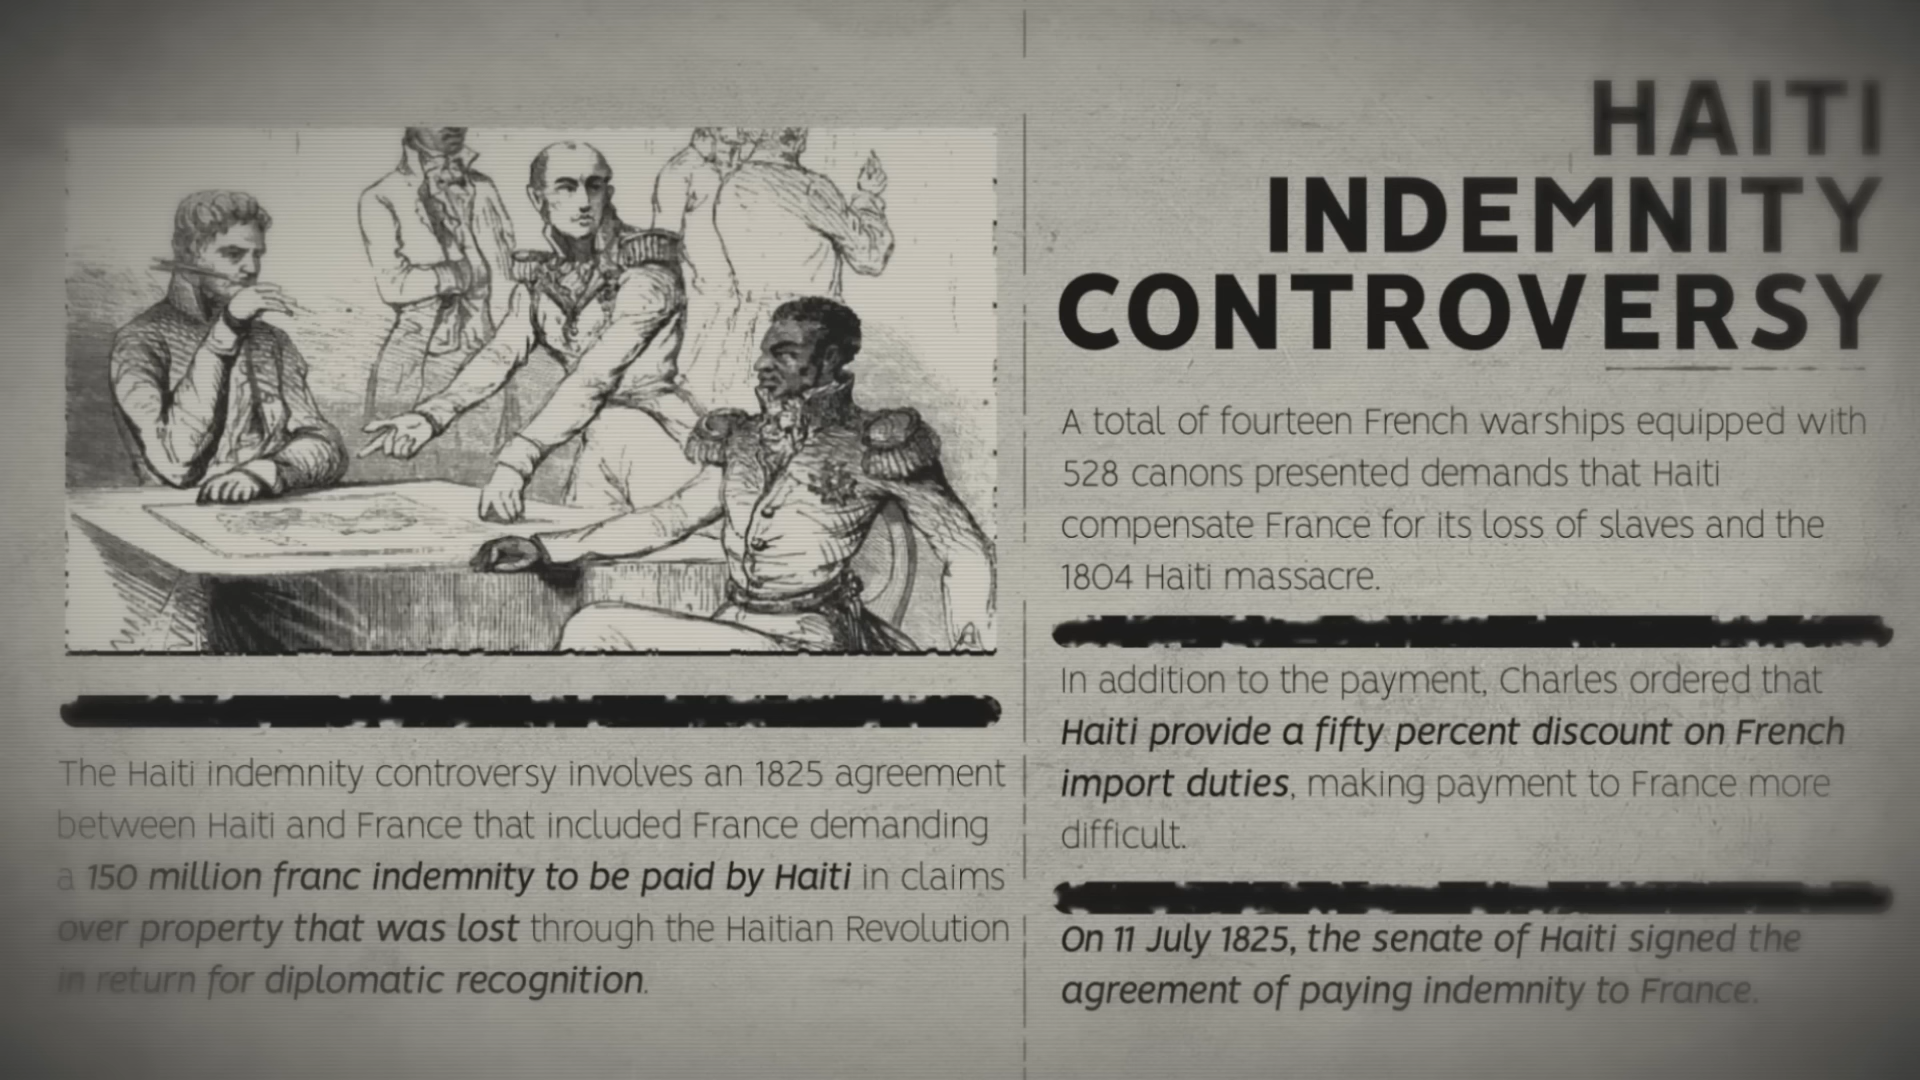 The Haiti indemnity controversy involves an 1825 agreement
between Haiti and France that included France demanding
a 150 million franc indemnity to be paid by Haiti in claims
over property that was lost through the Haitian Revolution
in return for diplomatic recognition.
HAITI
INDEMNITY
CONTROVERSY
A total of fourteen French warships equipped with
528 canons presented demands that Haiti
compensate France for its loss of slaves and the
1804 Haiti massacre.
In addition to the payment, Charles ordered that
Haiti provide a fifty percent discount on French
import duties, making payment to France more
difficult.
On 11 July 1825, the senate of Haiti signed the
agreement of paying indemnity to France.